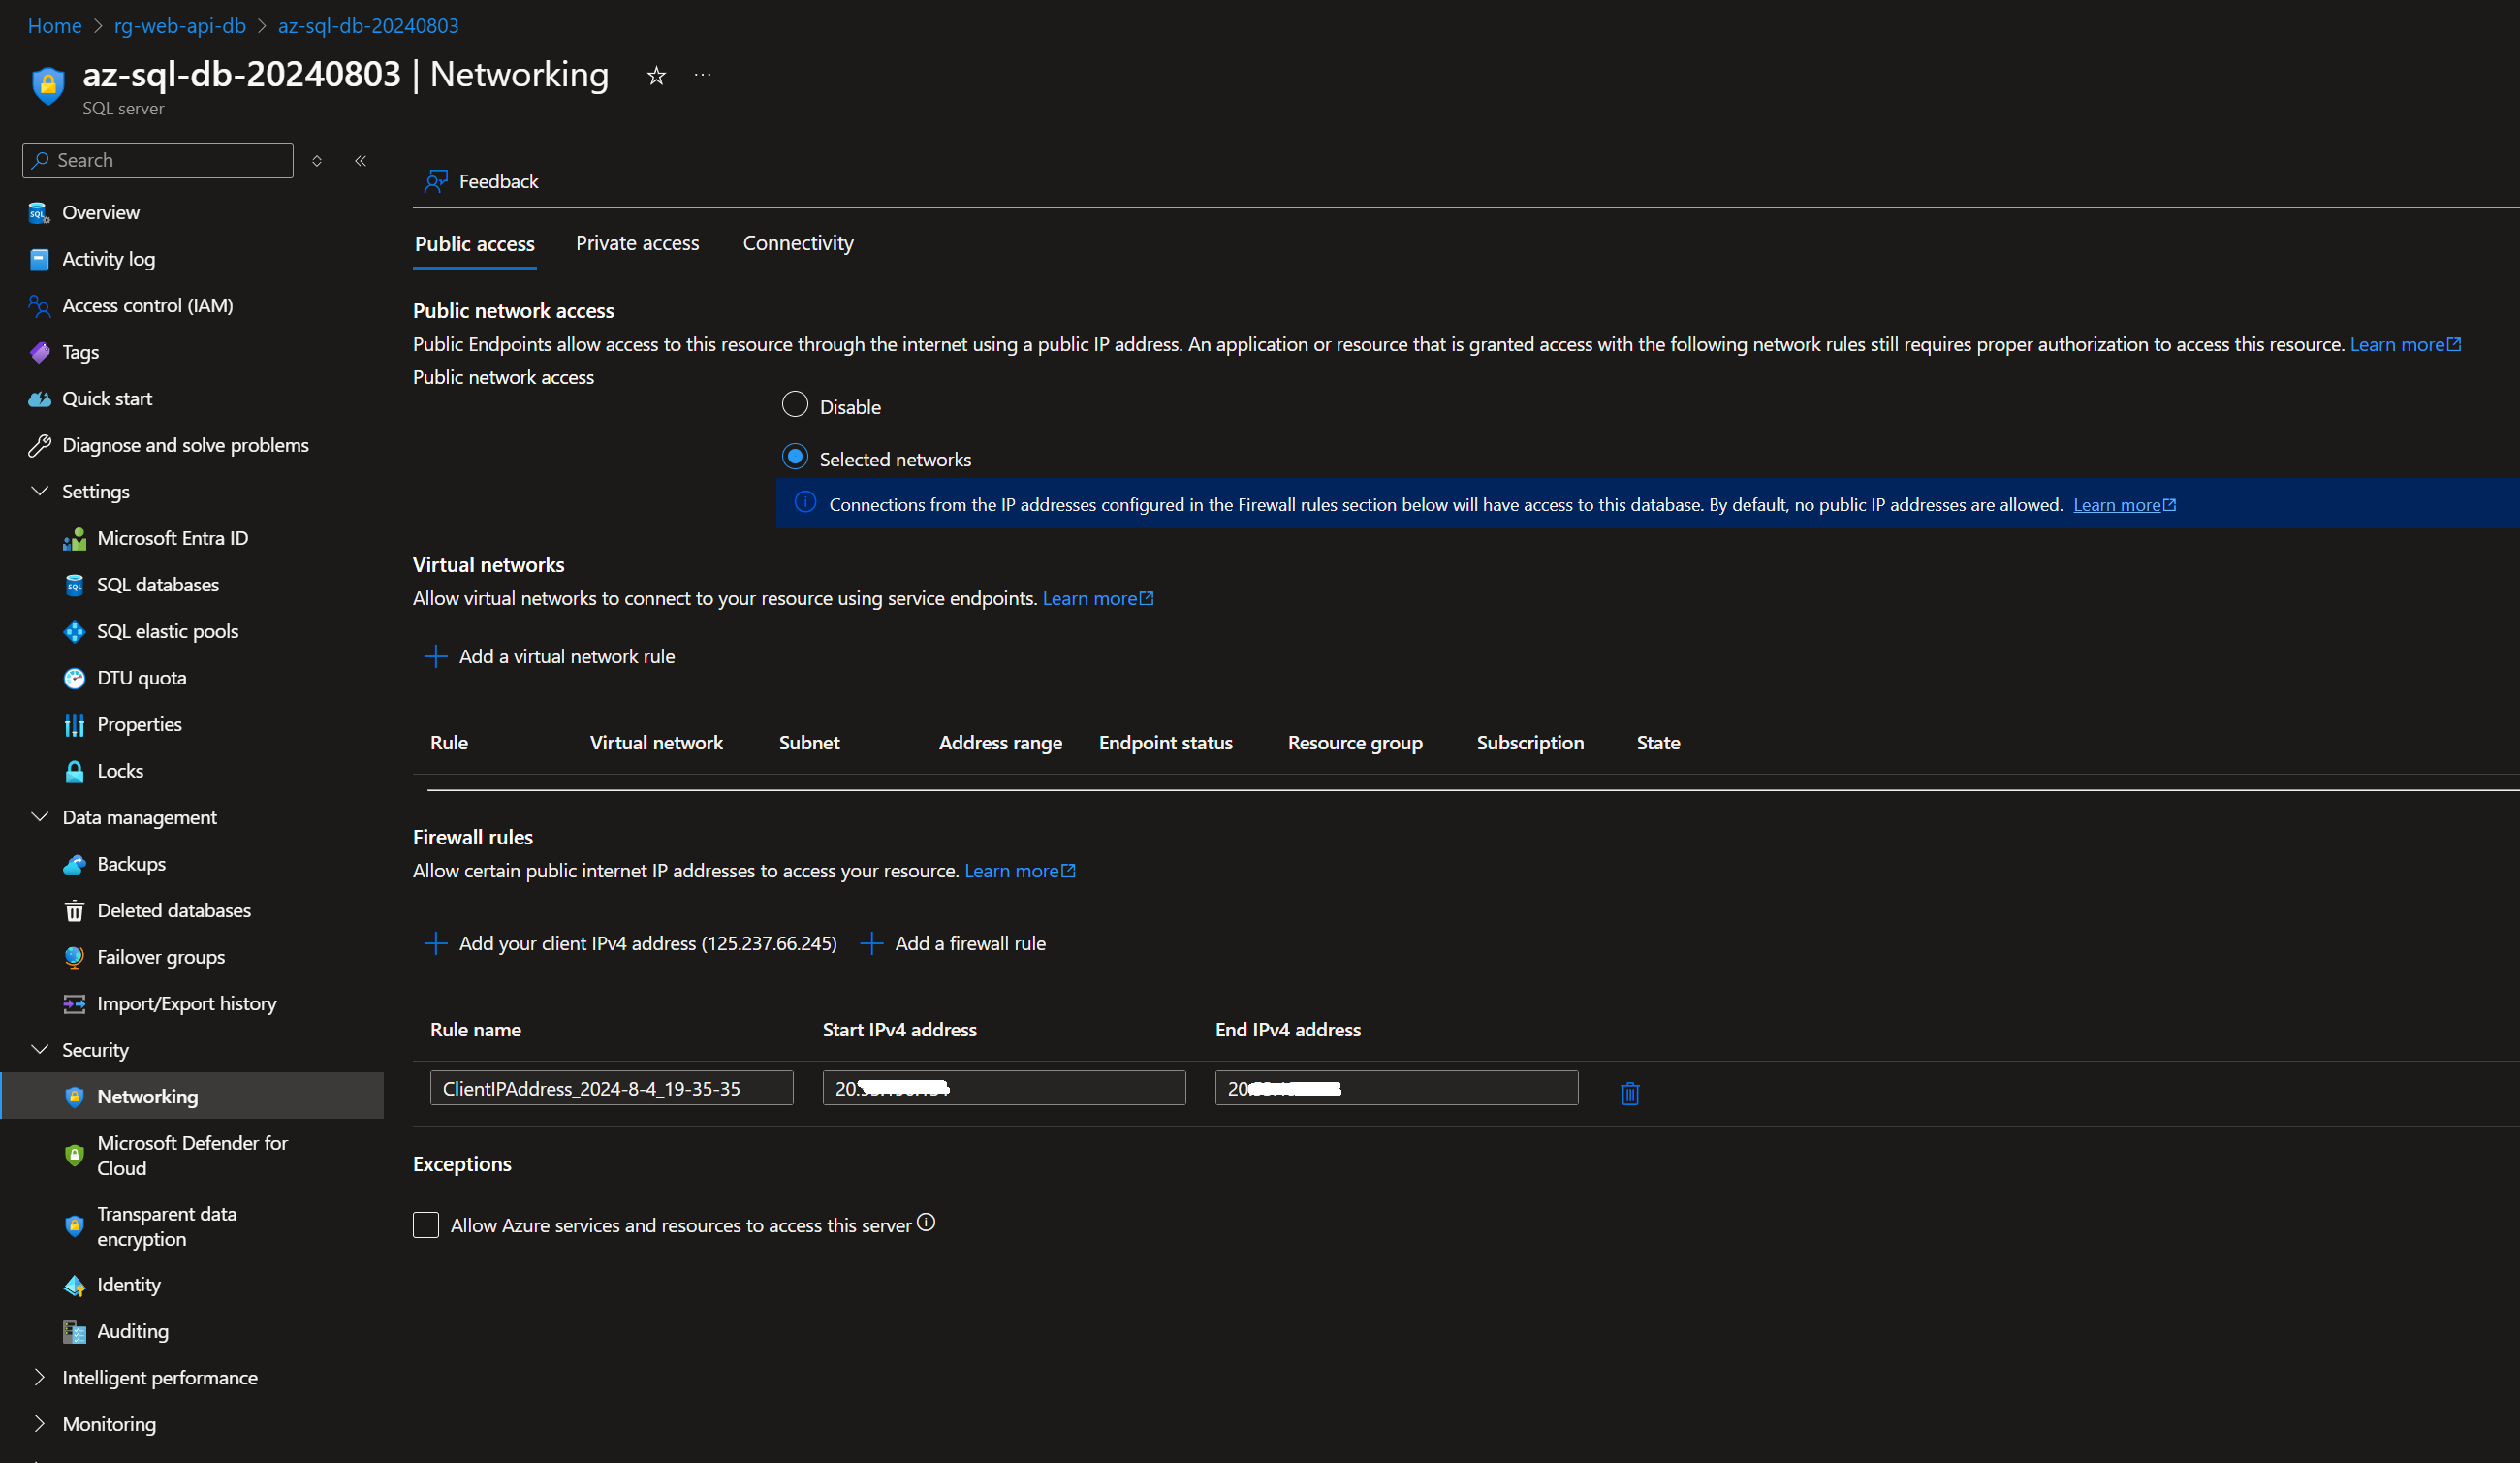 Home > rg-web-api-db > az-sql-db-20240803
az-sql-db-20240803 | Networking
SQL server
Search
Overview
Activity log
Access control (IAM)
Tags
Quick start
Diagnose and solve problems
Settings
Microsoft Entra ID
SQL databases
SQL elastic pools
DTU quota
Properties
Locks
Data management
Backups
Deleted databases
Failover groups
Import/Export history
Security
Networking
Microsoft Defender for
Cloud
Transparent data
encryption
Identity
Auditing
Intelligent performance
Monitoring
Feedback
Public access Private access Connectivity
Public network access
Public Endpoints allow access to this resource through the internet using a public IP address. An application or resource that is granted access with the following network rules still requires proper authorization to access this resource. Learn more
Public network access
Disable
Selected networks
Connections from the IP addresses configured in the Firewall rules section below will have access to this database. By default, no public IP addresses are allowed. Learn more
Virtual networks
Allow virtual networks to connect to your resource using service endpoints. Learn more
Add a virtual network rule
Rule Virtual network Subnet Address range Endpoint status Resource group Subscription State
Firewall rules
Allow certain public internet IP addresses to access your resource. Learn more
Add your client IPv4 address (125.237.66.245) Add a firewall rule
Rule name Start IPv4 address End IPv4 address
ClientIPAddress_2024-8-4_19-35-35 20. 20.
Exceptions
Allow Azure services and resources to access this server